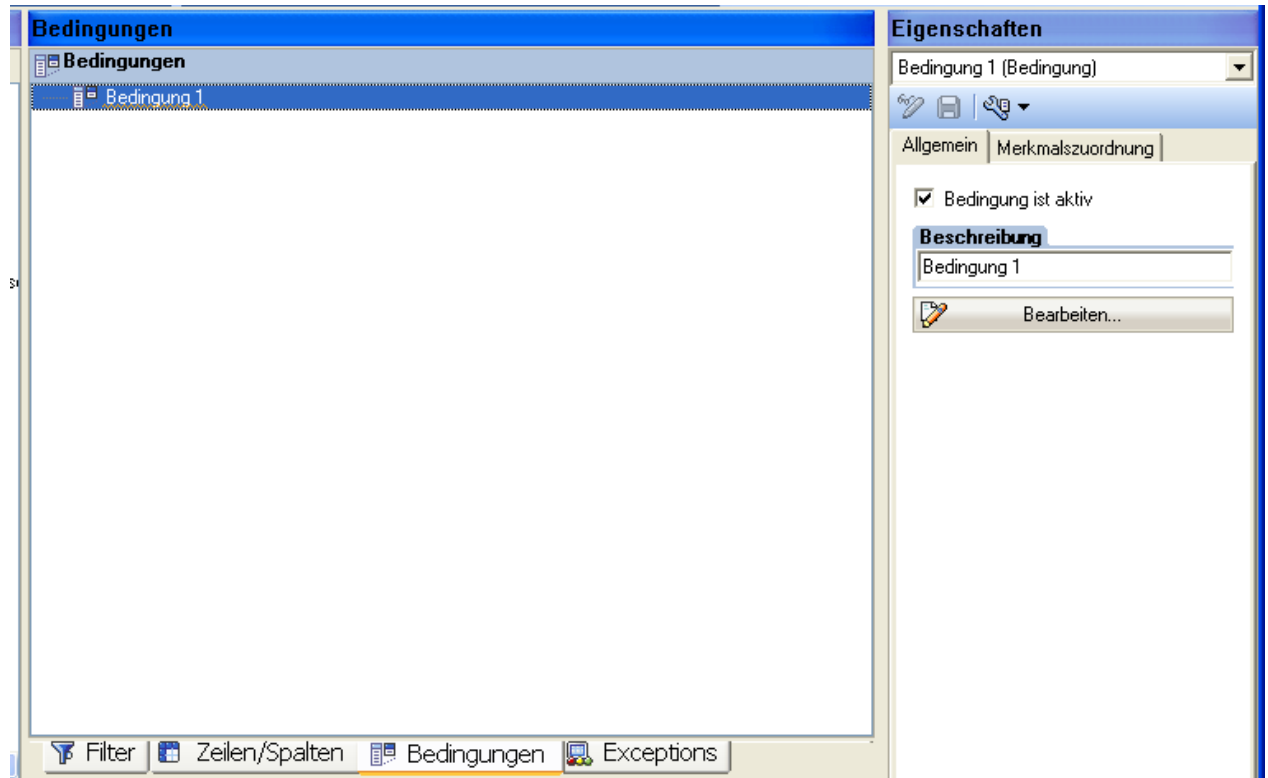 Bedingungen
Bedingungen
Bedingung 1
Filter
Zeilen/Spalten
Bedingungen
Exceptions
Eigenschaften
Bedingung 1 (Bedingung)
Allgemein
Merkmalszuordnung
Bedingung ist aktiv
Beschreibung
Bedingung 1
Bearbeiten...